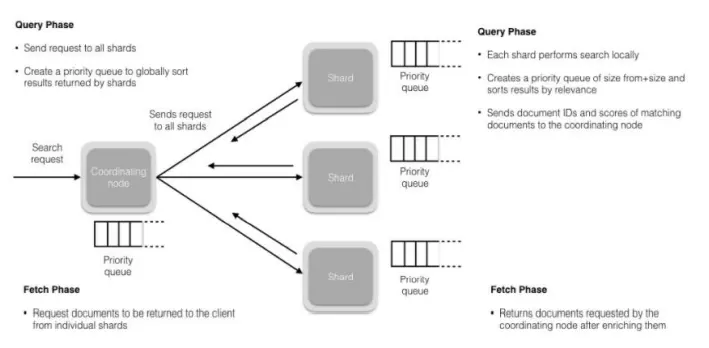 Query Phase
• Send request to all shards
• Create a priority queue to globally sort
results returned by shards
Sends request
to all shards
Search
request
Coordinating
node
Priority
queue
Fetch Phase
• Request documents to be returned to the client
from individual shards
Shard
Priority
queue
Shard
Priority
queue
Shard
Priority
queue
Query Phase
• Each shard performs search locally
• Creates a priority queue of size from+size and
sorts results by relevance
• Sends document IDs and scores of matching
documents to the coordinating node
Fetch Phase
• Returns documents requested by the
coordinating node after enriching them